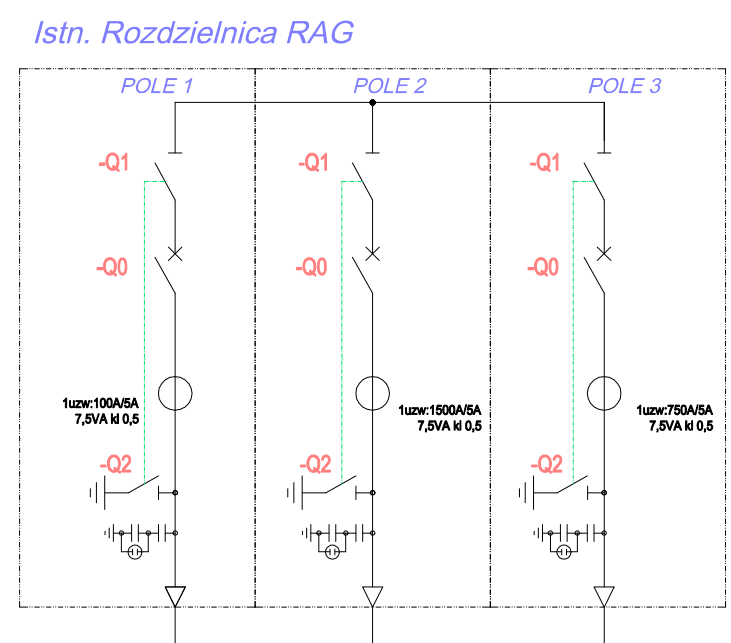 Istn. Rozdzielnica RAG
POLE 1
POLE 2
POLE 3
-Q1
-Q1
-Q1
-Q0
-Q0
-Q0
1uzw:100A/5A
7,5VA kl 0,5
1uzw:1500A/5A
7,5VA kl 0,5
1uzw:750A/5A
7,5VA kl 0,5
-Q2
-Q2
-Q2